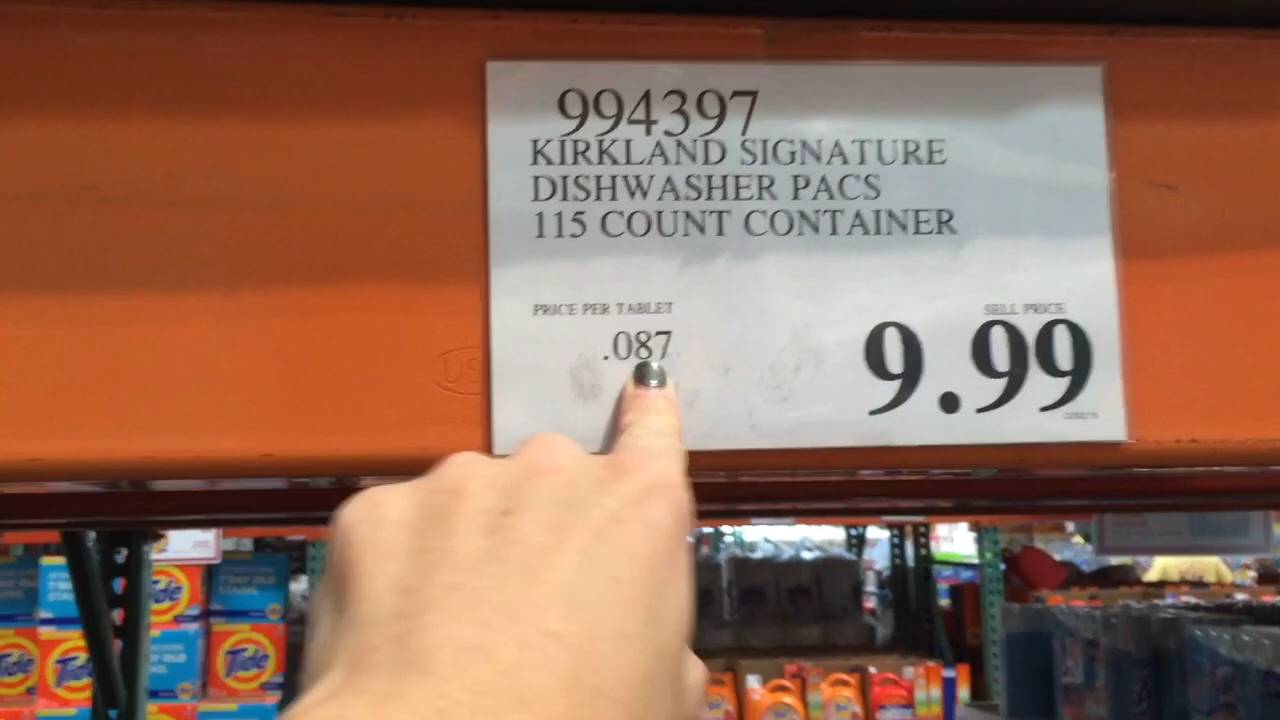 994397
KIRKLAND SIGNATURE
DISHWASHER PACS
115 COUNT CONTAINER
PRICE PER TABLET
.087
SELL PRICE
9.99
US
Tide
Tide
Tide
Tide